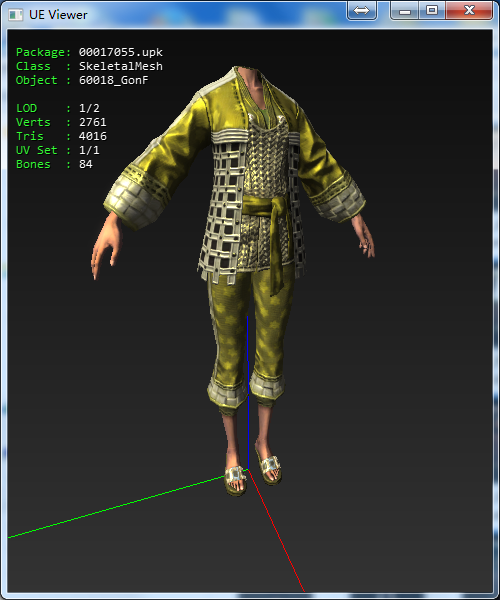 UE Viewer
Package: 00017055.upk
Class : SkeletalMesh
Object : 60018_GonF
LOD : 1/2
Verts : 2761
Tris : 4016
UV Set : 1/1
Bones : 84